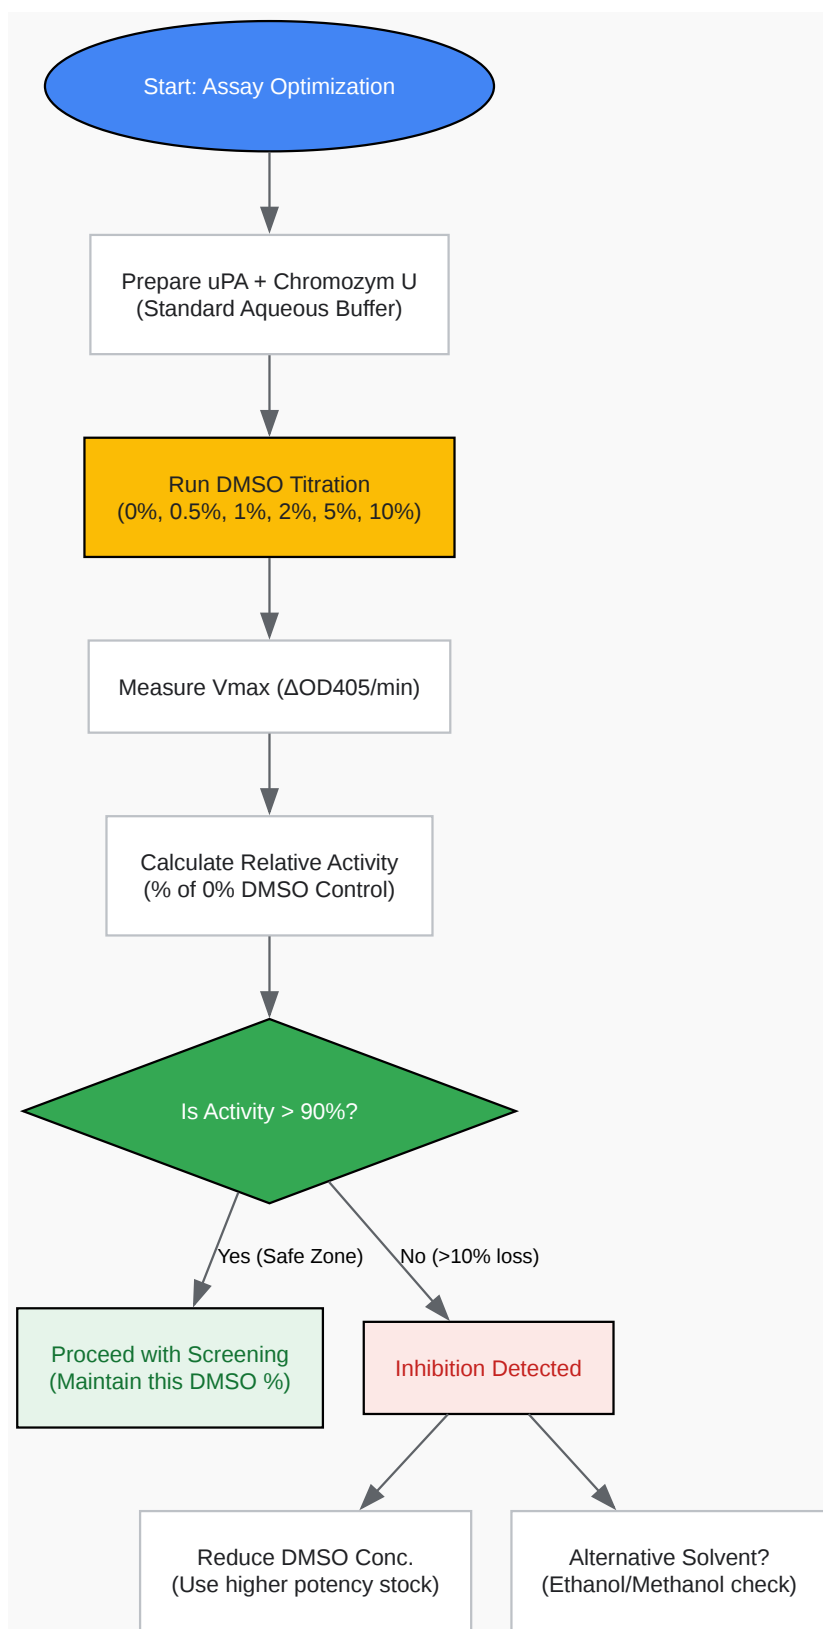 Start: Assay Optimization
Prepare uPA + Chromozym U
(Standard Aqueous Buffer)
Run DMSO Titration
(0%, 0.5%, 1%, 2%, 5%, 10%)
Measure Vmax (ΔOD405/min)
Calculate Relative Activity
(% of 0% DMSO Control)
Is Activity > 90%?
Yes (Safe Zone)
No (>10% loss)
Proceed with Screening
(Maintain this DMSO %)
Inhibition Detected
Reduce DMSO Conc.
(Use higher potency stock)
Alternative Solvent?
(Ethanol/Methanol check)